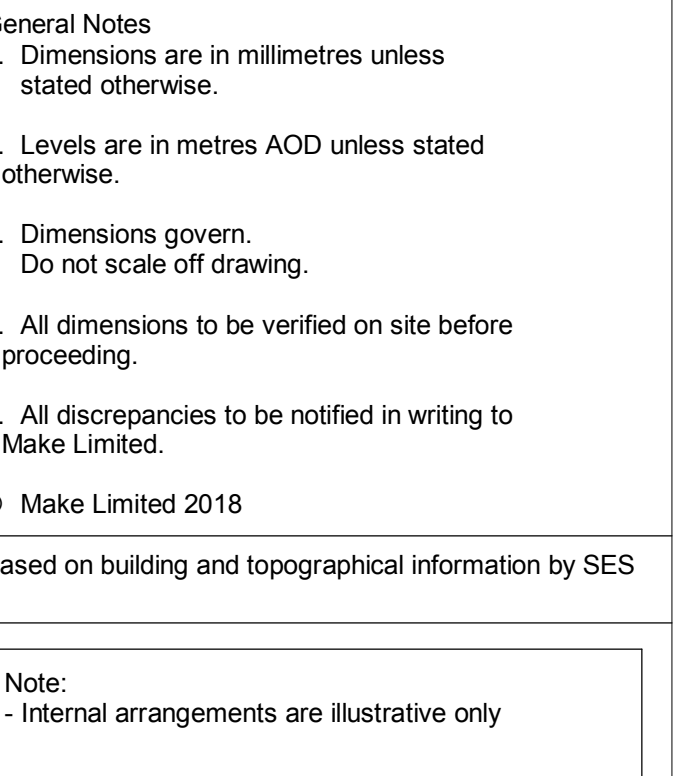 eneral Notes
. Dimensions are in millimetres unless
stated otherwise.
. Levels are in metres AOD unless stated
otherwise.
. Dimensions govern.
Do not scale off drawing.
. All dimensions to be verified on site before
proceeding.
. All discrepancies to be notified in writing to
Make Limited.
Make Limited 2018
ased on building and topographical information by SES
Note:
- Internal arrangements are illustrative only